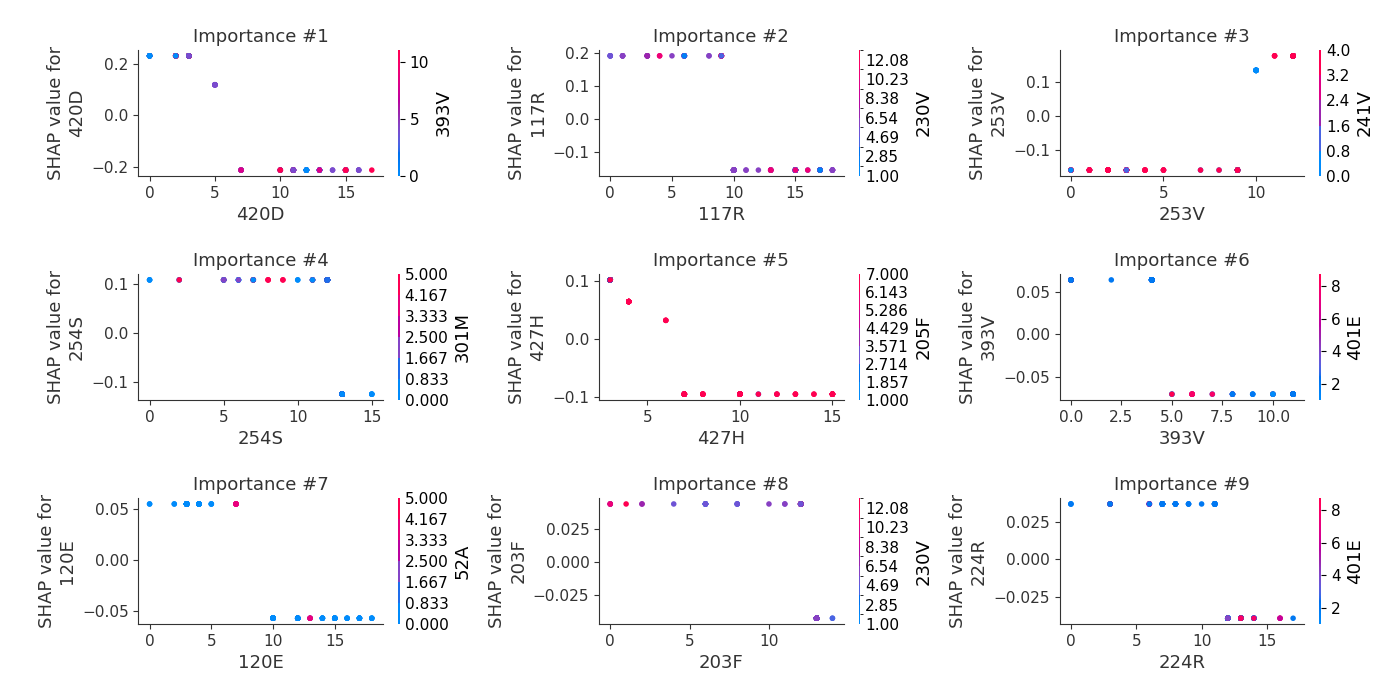 Importance #1
SHAP value for
420D
0.2
0.0
−0.2
0
5
10
15
420D
10
5
0
393V
Importance #2
SHAP value for
117R
0.2
0.1
0.0
−0.1
0
5
10
15
117R
12.08
10.23
8.38
6.54
4.69
2.85
1.00
230V
Importance #3
SHAP value for
253V
0.1
0.0
−0.1
0
10
253V
4.0
3.2
2.4
1.6
0.8
0.0
241V
Importance #4
SHAP value for
254S
0.1
0.0
−0.1
0
5
10
15
254S
5.000
4.167
3.333
2.500
1.667
0.833
0.000
301M
Importance #5
SHAP value for
427H
0.1
0.0
−0.1
5
10
15
427H
7.000
6.143
5.286
4.429
3.571
2.714
1.857
1.000
205F
Importance #6
SHAP value for
393V
0.05
0.00
−0.05
0.0
2.5
5.0
7.5
10.0
393V
8
6
4
2
401E
Importance #7
SHAP value for
120E
0.05
0.00
−0.05
0
5
10
15
120E
5.000
4.167
3.333
2.500
1.667
0.833
0.000
52A
Importance #8
SHAP value for
203F
0.025
0.000
−0.025
0
10
203F
12.08
10.23
8.38
6.54
4.69
2.85
1.00
230V
Importance #9
SHAP value for
224R
0.025
0.000
−0.025
0
5
10
15
224R
8
6
4
2
401E